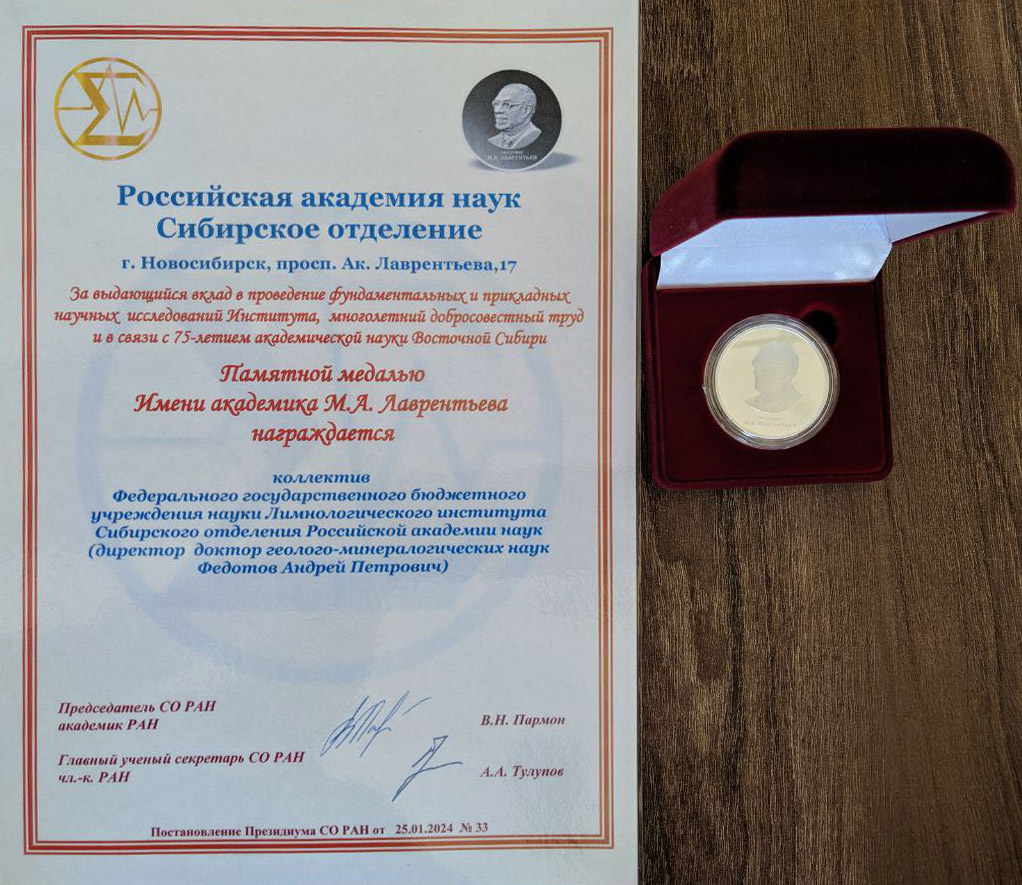 АКАДЕМИК
М.А. ЛАВРЕНТЬЕВ
Российская академия наук
Сибирское отделение
г. Новосибирск, просп. Ак. Лаврентьева,17
За выдающийся вклад в проведение фундаментальных и прикладных
научных исследований Института, многолетний добросовестный труд
и в связи с 75-летием академической науки Восточной Сибири
Памятной медалью
Имени академика М.А. Лаврентьева
награждается
коллектив
Федерального государственного бюджетного
учреждения науки Лимнологического института
Сибирского отделения Российской академии наук
(директор доктор геолого-минералогических наук
Федотов Андрей Петрович)
Председатель СО РАН
академик РАН
В.Н. Пармон
Главный ученый секретарь СО РАН
чл.-к. РАН
А.А. Тулупов
Постановление Президиума СО РАН от 25.01.2024 № 33
М.А. ЛАВРЕНТЬЕВ